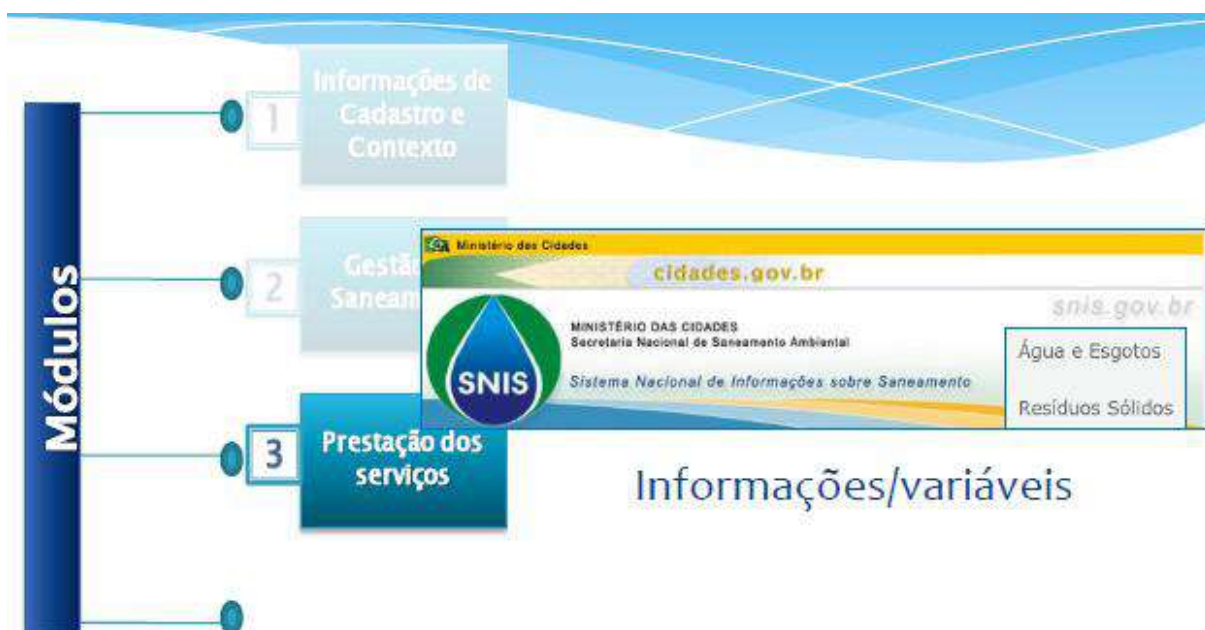 Módulos
1
Informações de
Cadastro e
Contexto
2
Gestão
Ministério das Cidades
cidades.gov.br
snis.gov.br
SNIS
MINISTÉRIO DAS CIDADES
Secretaria Nacional de Saneamento Ambiental
Sistema Nacional de Informações sobre Saneamento
Água e Esgotos
Resíduos Sólidos
3
Prestação dos
serviços
Informações/variáveis